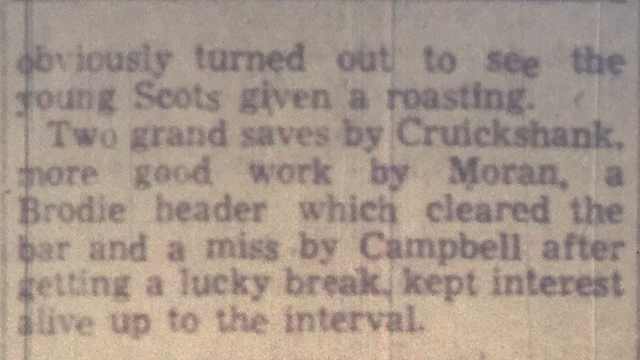 obviously turned out to see the
young Scots given a roasting.
Two grand saves by Cruickshank,
more good work by Moran, a
Brodie header which cleared the
bar and a miss by Campbell after
getting a lucky break, kept interest
alive up to the interval.